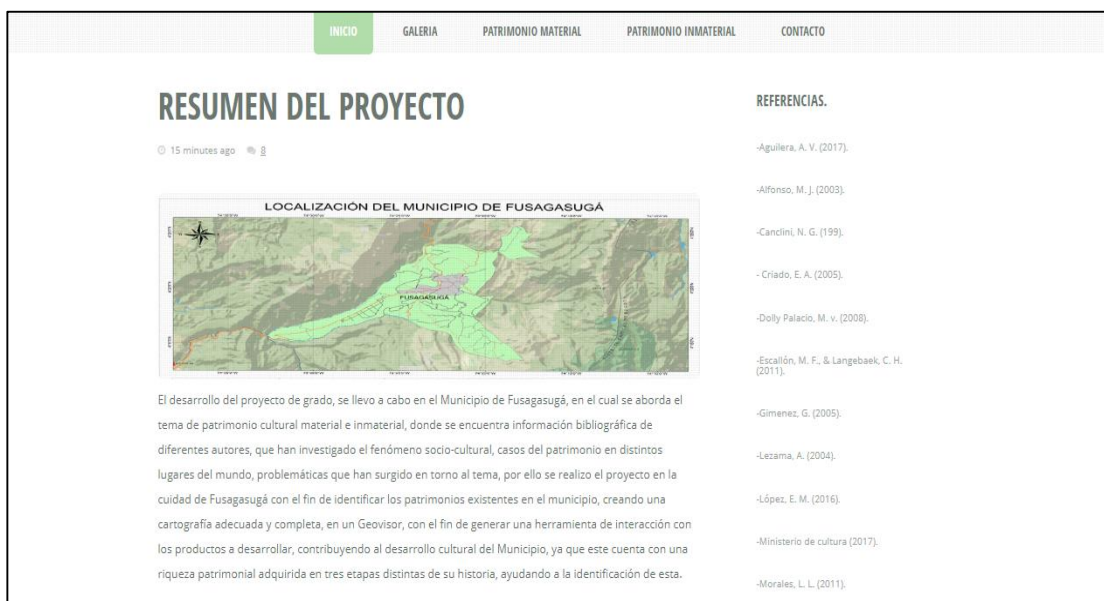 INICIO GALERIA PATRIMONIO MATERIAL PATRIMONIO INMATERIAL CONTACTO
RESUMEN DEL PROYECTO
15 minutes ago 8
LOCALIZACIÓN DEL MUNICIPIO DE FUSAGASUGÁ
FUSAGASUGÁ
El desarrollo del proyecto de grado, se llevo a cabo en el Municipio de Fusagasugá, en el cual se aborda el
tema de patrimonio cultural material e inmaterial, donde se encuentra información bibliográfica de
diferentes autores, que han investigado el fenómeno socio-cultural, casos del patrimonio en distintos
lugares del mundo, problemáticas que han surgido en torno al tema, por ello se realizo el proyecto en la
cuidad de Fusagasugá con el fin de identificar los patrimonios existentes en el municipio, creando una
cartografía adecuada y completa, en un Geovisor, con el fin de generar una herramienta de interacción con
los productos a desarrollar, contribuyendo al desarrollo cultural del Municipio, ya que este cuenta con una
riqueza patrimonial adquirida en tres etapas distintas de su historia, ayudando a la identificación de esta.
REFERENCIAS.
-Aguilera, A. V. (2017).
-Alfonso, M. J. (2003).
-Canclini, N. G. (199).
- Criado, E. A. (2005).
-Dolly Palacio, M. v. (2008).
-Escallón, M. F., & Langebaek, C. H.
(2011).
-Gimenez, G. (2005).
-Lezama, A. (2004).
-López, E. M. (2016).
-Ministerio de cultura (2017).
-Morales, L. L. (2011).